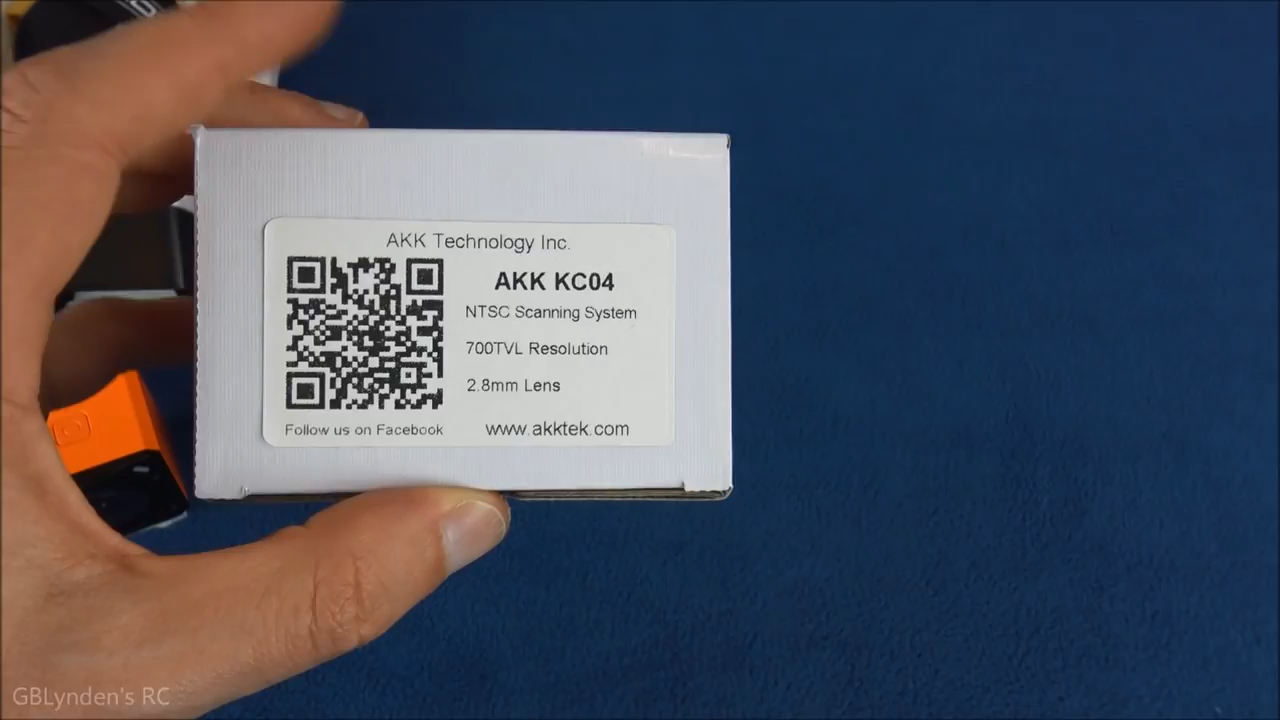 AKK Technology Inc.
AKK KC04
NTSC Scanning System
700TVL Resolution
2.8mm Lens
Follow us on Facebook
www.akktek.com
GBLynden's RC